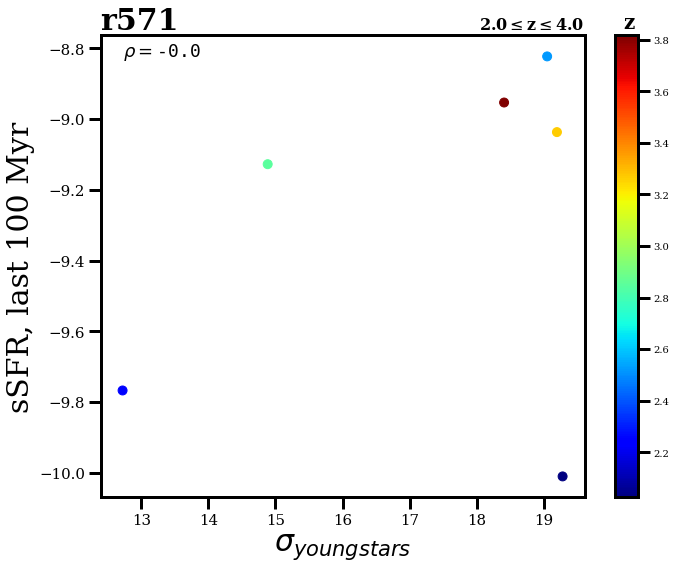 r571
2.0 ≤ z ≤ 4.0
z
ρ = -0.0
sSFR, last 100 Myr
−8.8
−9.0
−9.2
−9.4
−9.6
−9.8
−10.0
13 14 15 16 17 18 19
σyoungstars
3.8
3.6
3.4
3.2
3.0
2.8
2.6
2.4
2.2